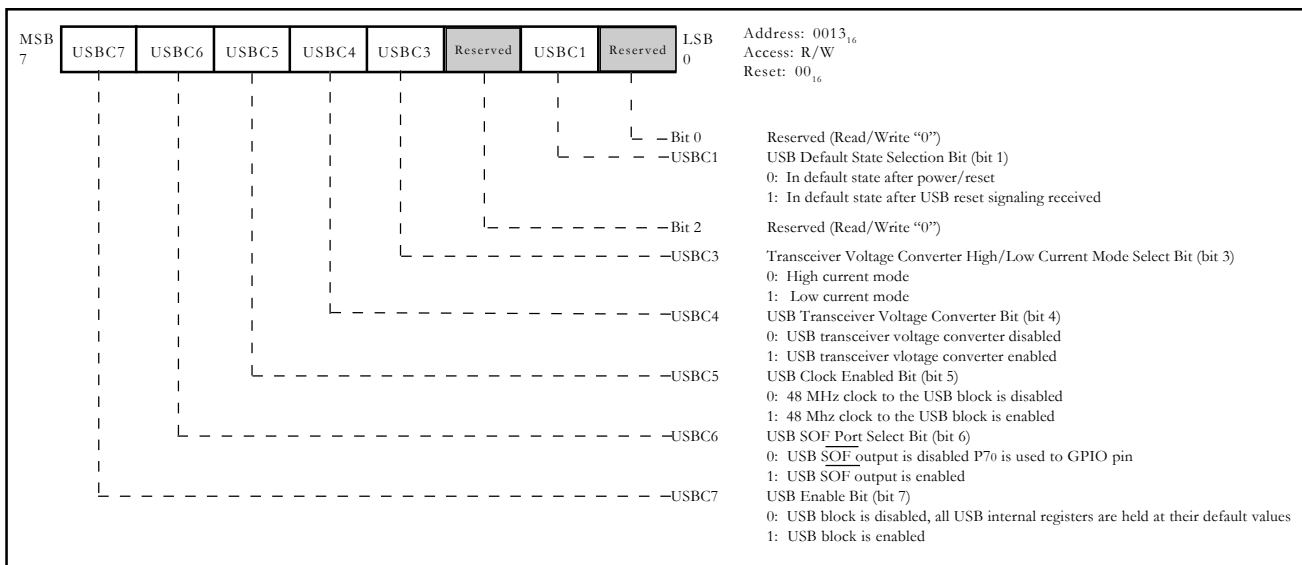 MSB
7
USBC7 USBC6 USBC5 USBC4 USBC3 Reserved USBC1 Reserved
LSB
0
Address: 0013₁₆
Access: R/W
Reset: 00₁₆
Bit 0 Reserved (Read/Write “0”)
USBC1 USB Default State Selection Bit (bit 1)
0: In default state after power/reset
1: In default state after USB reset signaling received
Bit 2 Reserved (Read/Write “0”)
USBC3 Transceiver Voltage Converter High/Low Current Mode Select Bit (bit 3)
0: High current mode
1: Low current mode
USBC4 USB Transceiver Voltage Converter Bit (bit 4)
0: USB transceiver voltage converter disabled
1: USB transceiver vlotage converter enabled
USBC5 USB Clock Enabled Bit (bit 5)
0: 48 MHz clock to the USB block is disabled
1: 48 Mhz clock to the USB block is enabled
USBC6 USB SOF Port Select Bit (bit 6)
0: USB SOF output is disabled P70 is used to GPIO pin
1: USB SOF output is enabled
USBC7 USB Enable Bit (bit 7)
0: USB block is disabled, all USB internal registers are held at their default values
1: USB block is enabled